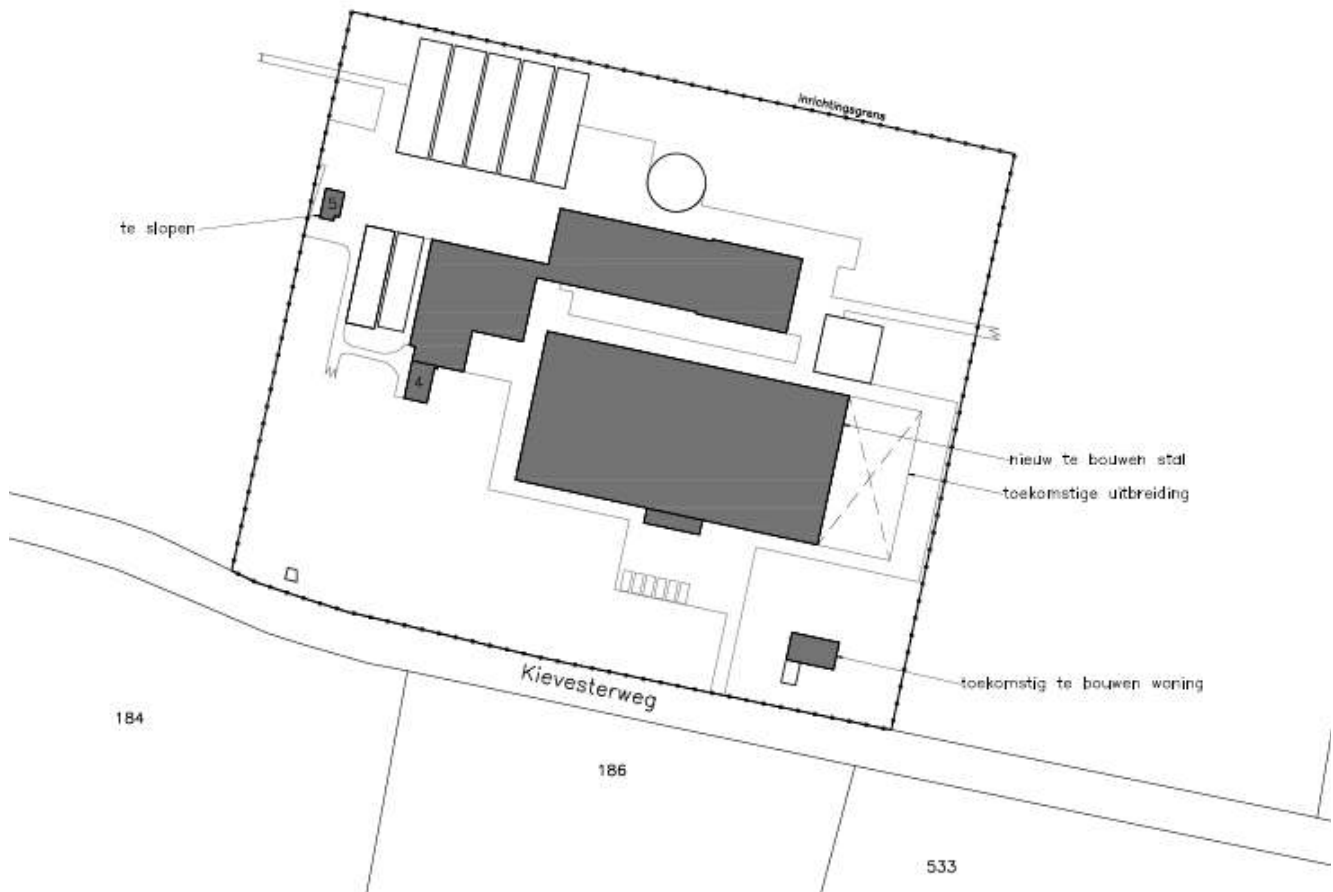 inrichtingsgrens
5
te slopen
4
nieuw te bouwen stal
toekomstige uitbreiding
Kievesterweg
toekomstig te bouwen woning
184
186
533